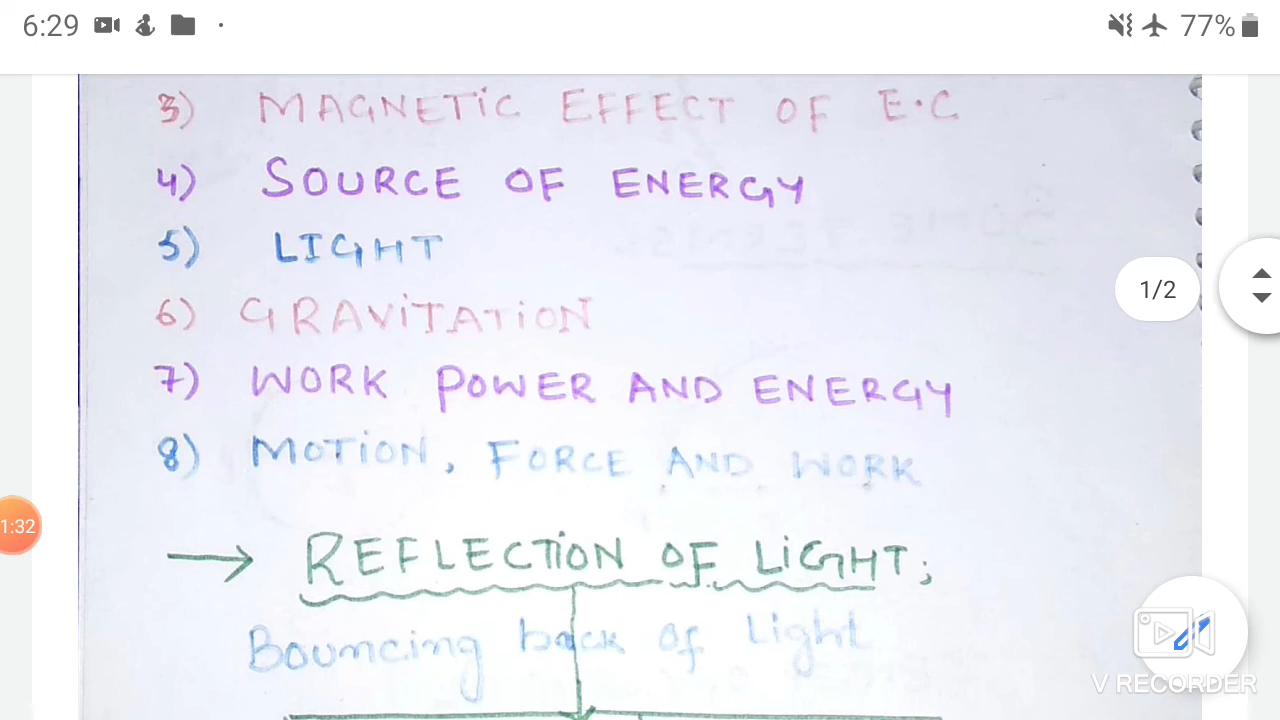 6:29 77%
3) MAGNETiC EFFECT OF E.C
4) SOURCE OF ENERGY
5) LIGHT
1/2
6) GRAViTATiON
7) WORK POWER AND ENERGY
8) MOTiON, FORCE AND WORK
1:32
→ REFLECTiON OF LiGHT;
Bouncing back of Light
V RECORDER